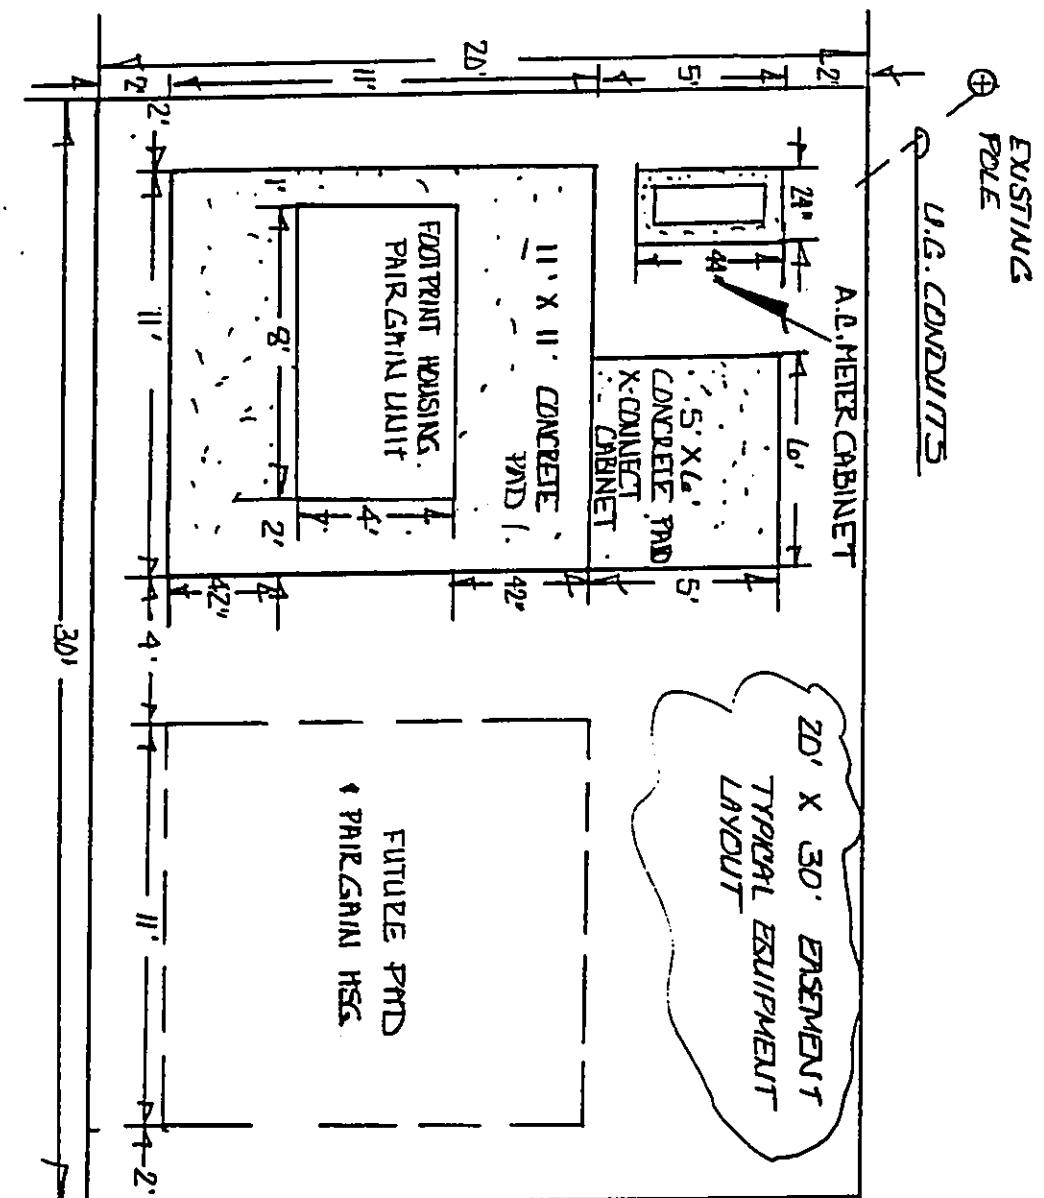 EXISTING
POLE
U.G. CONDUITS
A.C. METER CABINET
20' X 30' EASEMENT
TYPICAL EQUIPMENT
LAYOUT
24"
44"
6'
.5' X 6'
CONCRETE PAD
X-CONNECT
CABINET
5'
11' X 11' CONCRETE
PAD
42"
FOOTPRINT HOUSING
PAIRGAIN UNIT
1'
8'
2'
4'
42"
FUTURE PAD
& PAIRGAIN HSG
20'
2'
5'
11'
2'
2'
11'
4'
11'
2'
30'